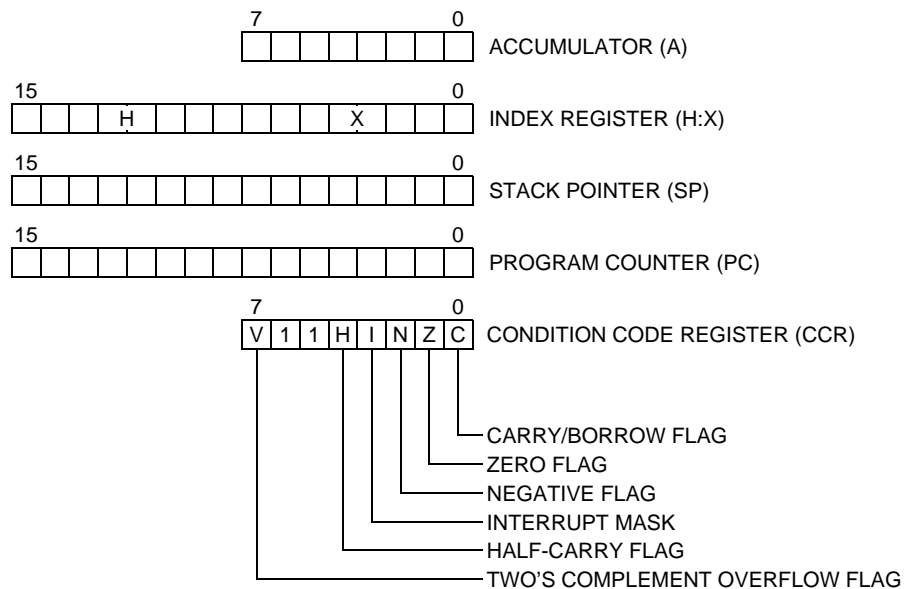 7 0
ACCUMULATOR (A)
15 0
H X INDEX REGISTER (H:X)
15 0
STACK POINTER (SP)
15 0
PROGRAM COUNTER (PC)
7 0
V 1 1 H I N Z C CONDITION CODE REGISTER (CCR)
CARRY/BORROW FLAG
ZERO FLAG
NEGATIVE FLAG
INTERRUPT MASK
HALF-CARRY FLAG
TWO'S COMPLEMENT OVERFLOW FLAG